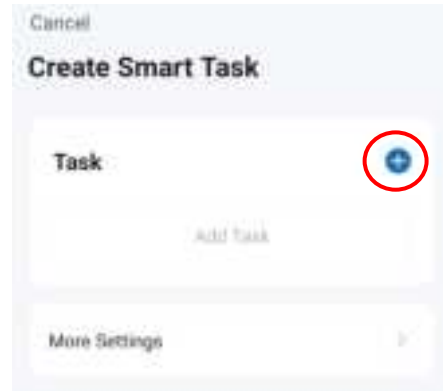 Cancel
Create Smart Task
Task
Add Task
More Settings